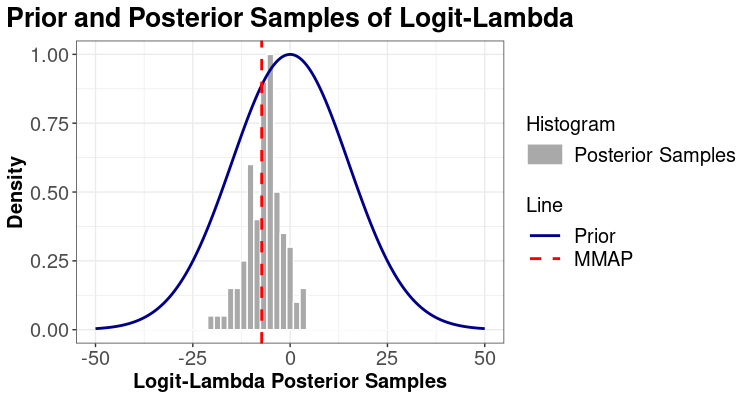 Prior and Posterior Samples of Logit-Lambda
1.00
0.75
0.50
0.25
0.00
Density
-50 -25 0 25 50
Logit-Lambda Posterior Samples
Histogram
Posterior Samples
Line
Prior
MMAP